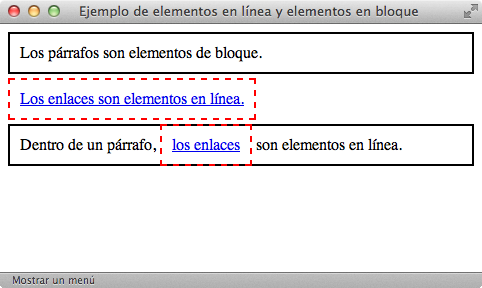 Ejemplo de elementos en línea y elementos en bloque
Los párrafos son elementos de bloque.
Los enlaces son elementos en línea.
Dentro de un párrafo, los enlaces son elementos en línea.
Mostrar un menú